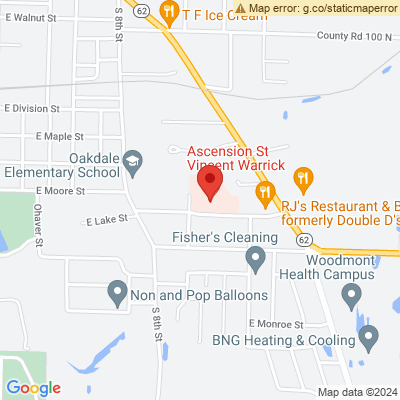 Map error: g.co/staticmaperror
E Walnut St
S 8th St
62
T F Ice Cream
County Rd 100 N
E Division St
E Maple St
62
Ascension St
Vincent Warrick
Oakdale
Elementary School
E Moore St
RJ's Restaurant & B
formerly Double D's
Ohaver St
E Lake St
Fisher's Cleaning
62
Woodmont
Health Campus
Non and Pop Balloons
S 8th St
E Monroe St
BNG Heating & Cooling
Google
Map data ©2024